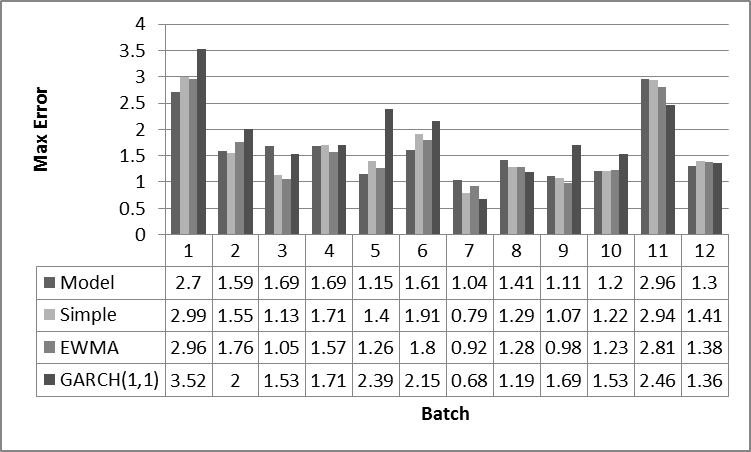 4
3.5
3
2.5
2
1.5
1
0.5
0
Max Error
1 2 3 4 5 6 7 8 9 10 11 12
Model 2.7 1.59 1.69 1.69 1.15 1.61 1.04 1.41 1.11 1.2 2.96 1.3
Simple 2.99 1.55 1.13 1.71 1.4 1.91 0.79 1.29 1.07 1.22 2.94 1.41
EWMA 2.96 1.76 1.05 1.57 1.26 1.8 0.92 1.28 0.98 1.23 2.81 1.38
GARCH(1,1) 3.52 2 1.53 1.71 2.39 2.15 0.68 1.19 1.69 1.53 2.46 1.36
Batch